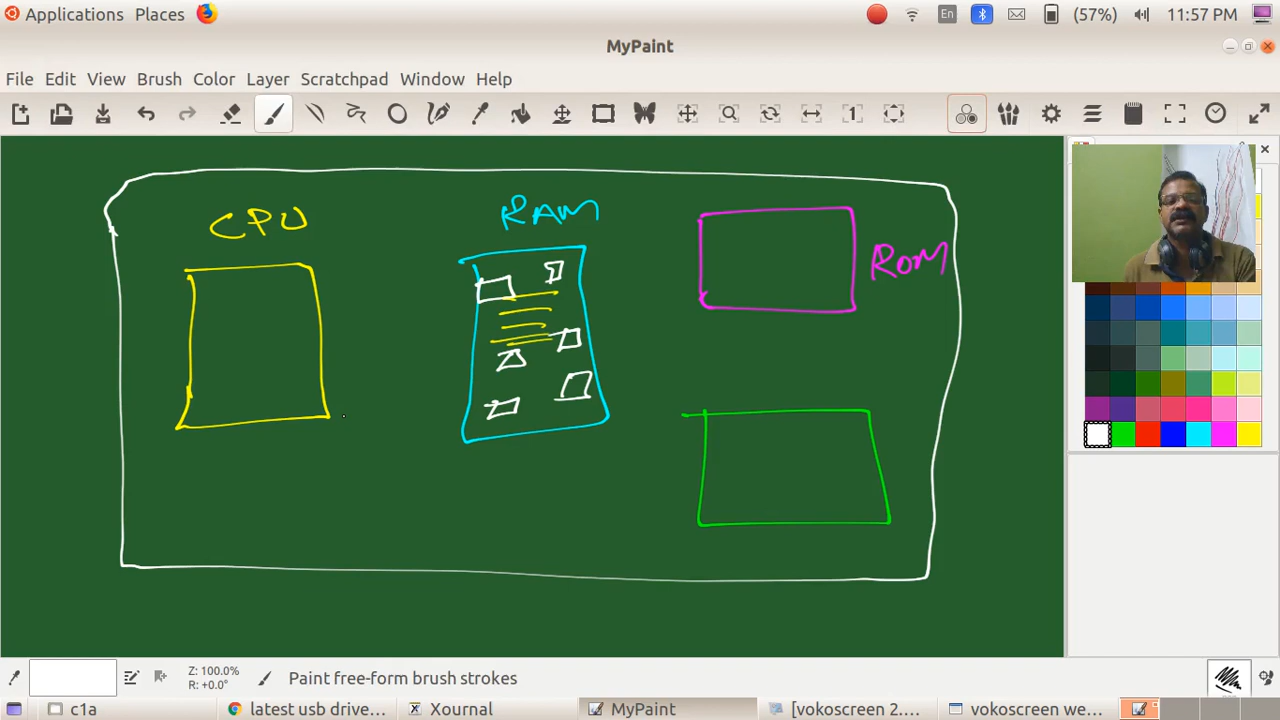 Applications Places En (57%) 11:57 PM
MyPaint
File Edit View Brush Color Layer Scratchpad Window Help
1
CPU
RAM
ROM
Z: 100.0%
R: +0.0°
Paint free-form brush strokes
c1a latest usb drive... Xournal MyPaint [vokoscreen 2.... vokoscreen we...